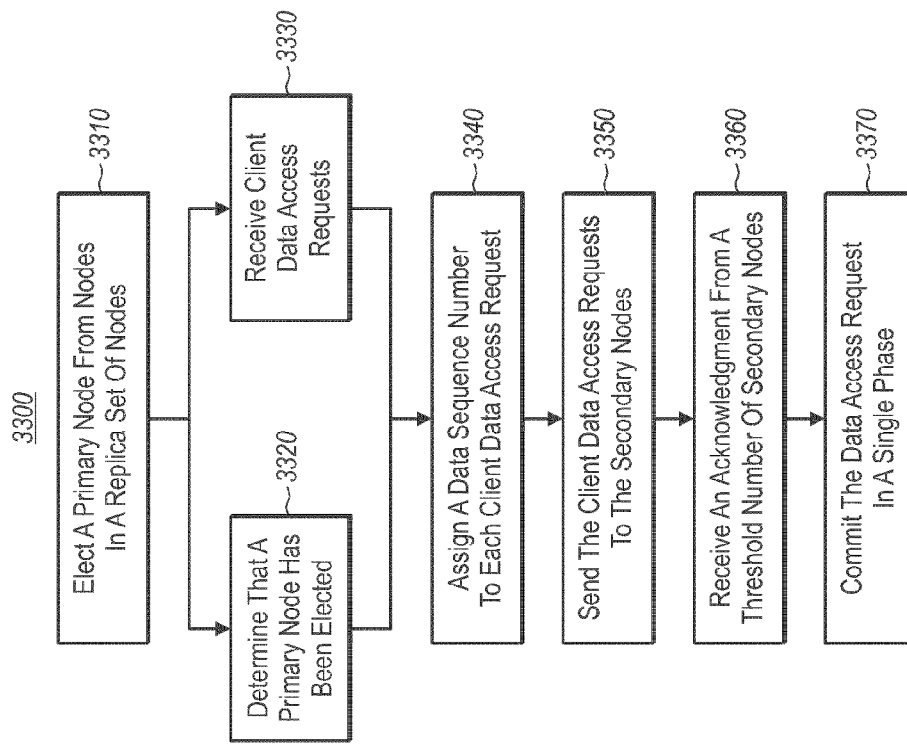 3300
Elect A Primary Node From Nodes
In A Replica Set Of Nodes
3310
Determine That A
Primary Node Has
Been Elected
3320
Receive Client
Data Access
Requests
3330
Assign A Data Sequence Number
To Each Client Data Access Request
3340
Send The Client Data Access Requests
To The Secondary Nodes
3350
Receive An Acknowledgment From A
Threshold Number Of Secondary Nodes
3360
Commit The Data Access Request
In A Single Phase
3370